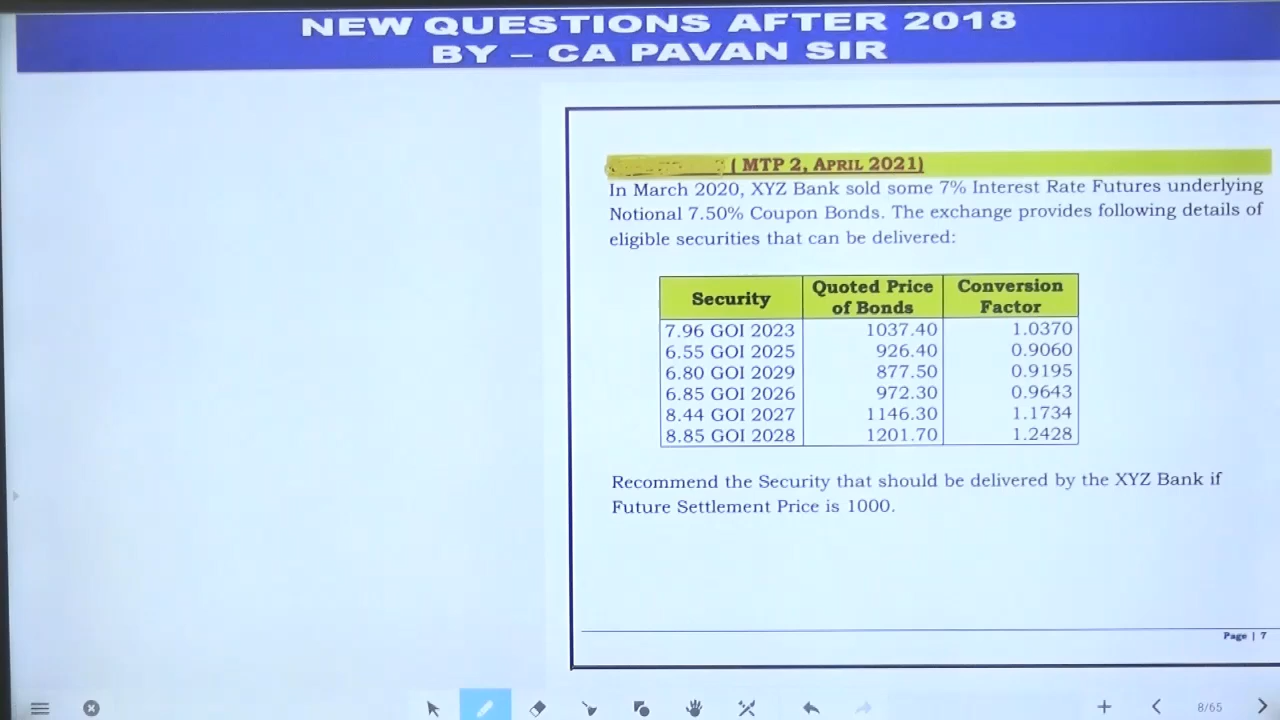 NEW QUESTIONS AFTER 2018
BY – CA PAVAN SIR
( MTP 2, APRIL 2021)
In March 2020, XYZ Bank sold some 7% Interest Rate Futures underlying
Notional 7.50% Coupon Bonds. The exchange provides following details of
eligible securities that can be delivered:
Security Quoted Price of Bonds Conversion Factor
7.96 GOI 2023 1037.40 1.0370
6.55 GOI 2025 926.40 0.9060
6.80 GOI 2029 877.50 0.9195
6.85 GOI 2026 972.30 0.9643
8.44 GOI 2027 1146.30 1.1734
8.85 GOI 2028 1201.70 1.2428
Recommend the Security that should be delivered by the XYZ Bank if
Future Settlement Price is 1000.
Page | 7
8/65